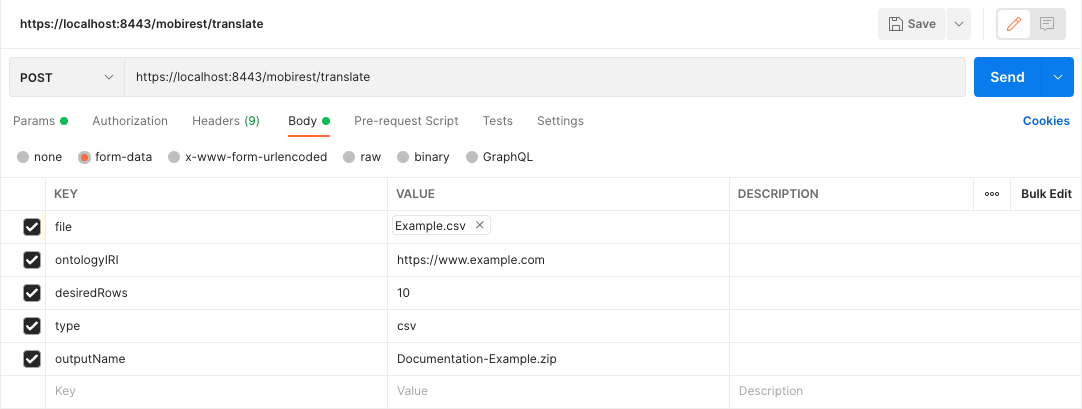 https://localhost:8443/mobirest/translate Save
POST https://localhost:8443/mobirest/translate Send
Params Authorization Headers (9) Body Pre-request Script Tests Settings Cookies
none form-data x-www-form-urlencoded raw binary GraphQL
KEY VALUE DESCRIPTION ooo Bulk Edit
file Example.csv ×
ontologyIRI https://www.example.com
desiredRows 10
type csv
outputName Documentation-Example.zip
Key Value Description